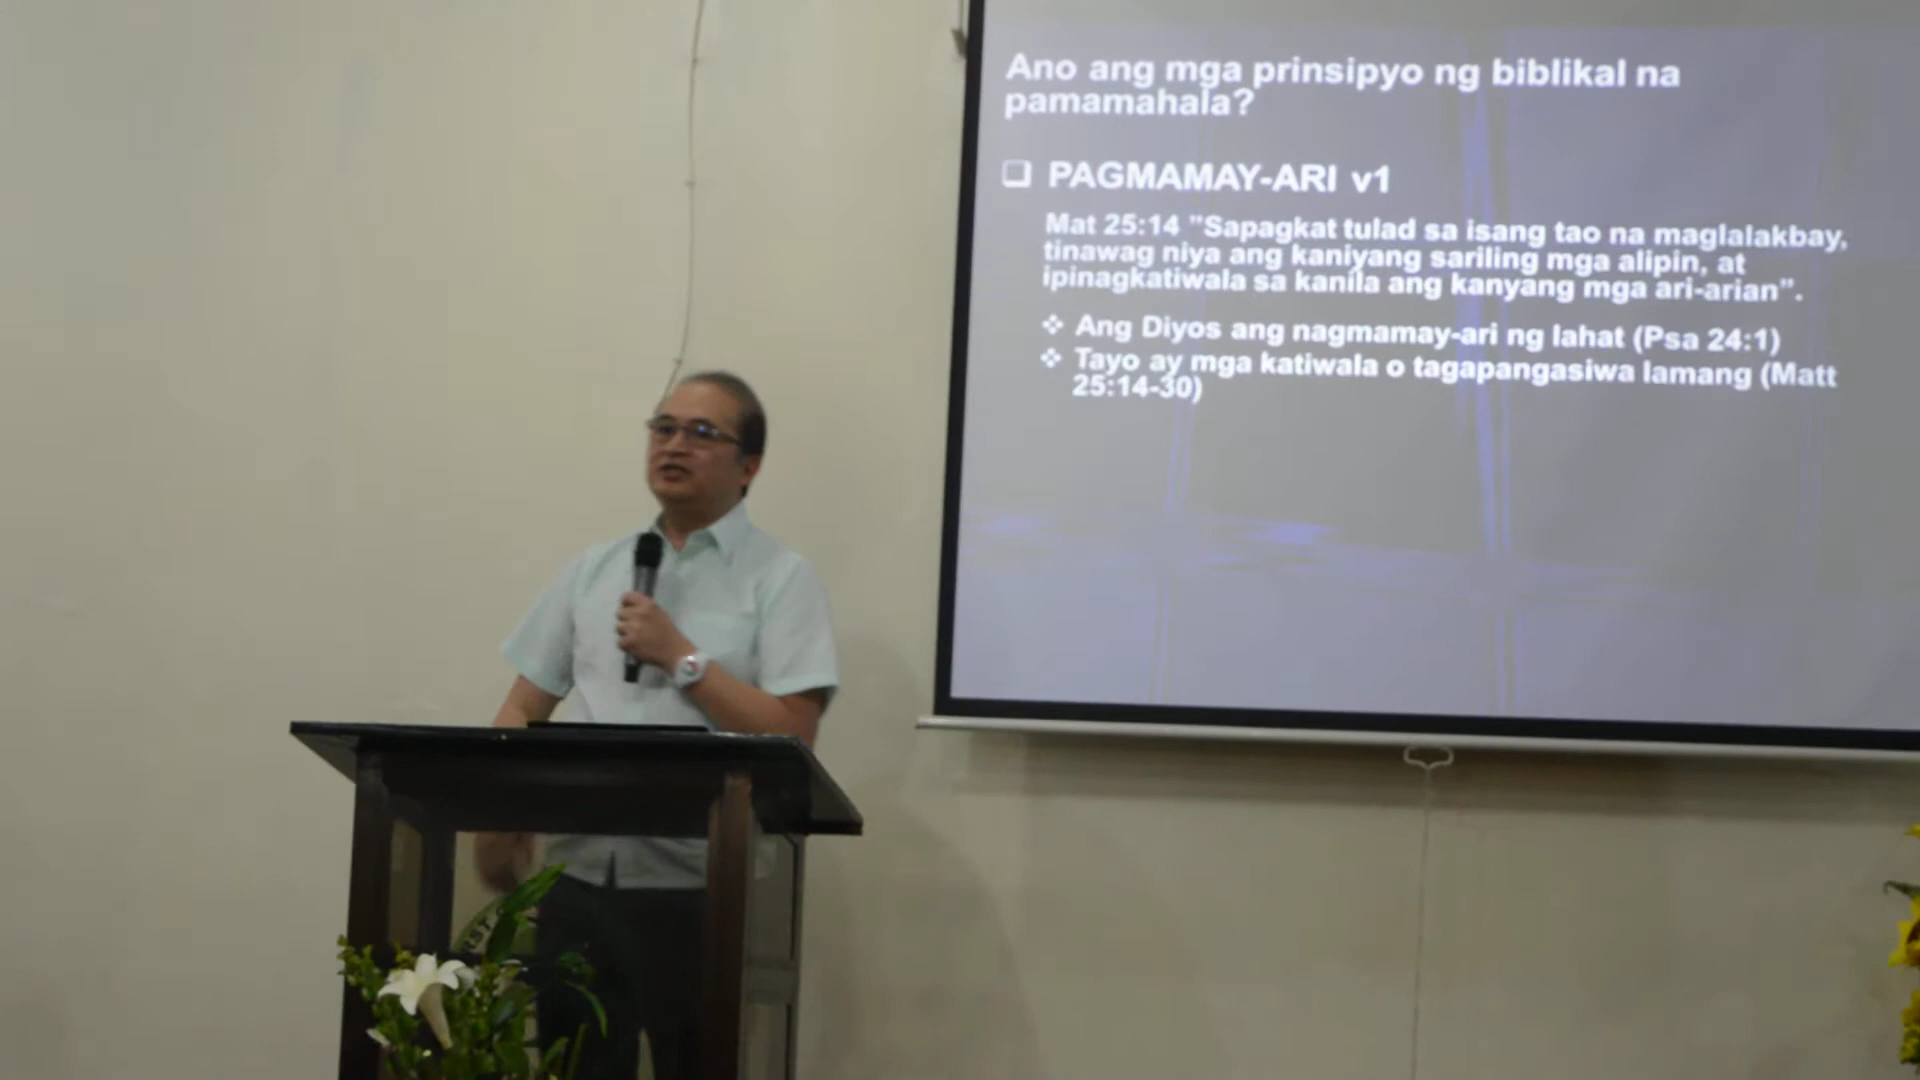 Ano ang mga prinsipyo ng biblikal na
pamamahala?
❑ PAGMAMAY-ARI v1
Mat 25:14 "Sapagkat tulad sa isang tao na maglalakbay,
tinawag niya ang kaniyang sariling mga alipin, at
ipinagkatiwala sa kanila ang kanyang mga ari-arian".
❖ Ang Diyos ang nagmamay-ari ng lahat (Psa 24:1)
❖ Tayo ay mga katiwala o tagapangasiwa lamang (Matt
25:14-30)